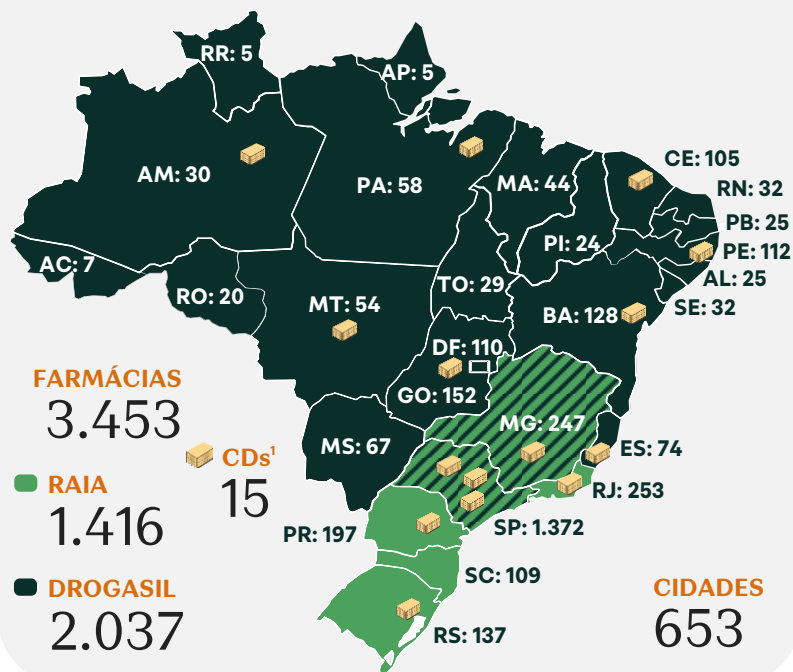 RR: 5
AP: 5
AM: 30
PA: 58
MA: 44
CE: 105
RN: 32
PB: 25
PE: 112
AL: 25
SE: 32
PI: 24
AC: 7
RO: 20
MT: 54
TO: 29
BA: 128
DF: 110
GO: 152
MG: 247
MS: 67
ES: 74
RJ: 253
SP: 1.372
PR: 197
SC: 109
RS: 137
FARMÁCIAS
3.453
CDs¹
15
RAIA
1.416
DROGASIL
2.037
CIDADES
653